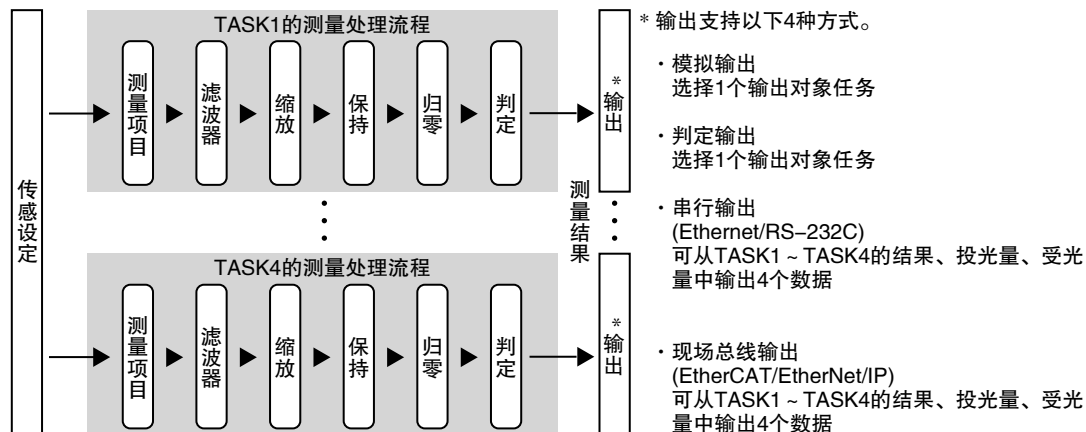 传感设定
TASK1的测量处理流程
测量项目
滤波器
缩放
保持
归零
判定
*输出
测量结果
TASK4的测量处理流程
测量项目
滤波器
缩放
保持
归零
判定
*输出
* 输出支持以下4种方式。
・模拟输出
选择1个输出对象任务
・判定输出
选择1个输出对象任务
・串行输出
(Ethernet/RS−232C)
可从TASK1～TASK4的结果、投光量、受光
量中输出4个数据
・现场总线输出
(EtherCAT/EtherNet/IP)
可从TASK1～TASK4的结果、投光量、受光
量中输出4个数据